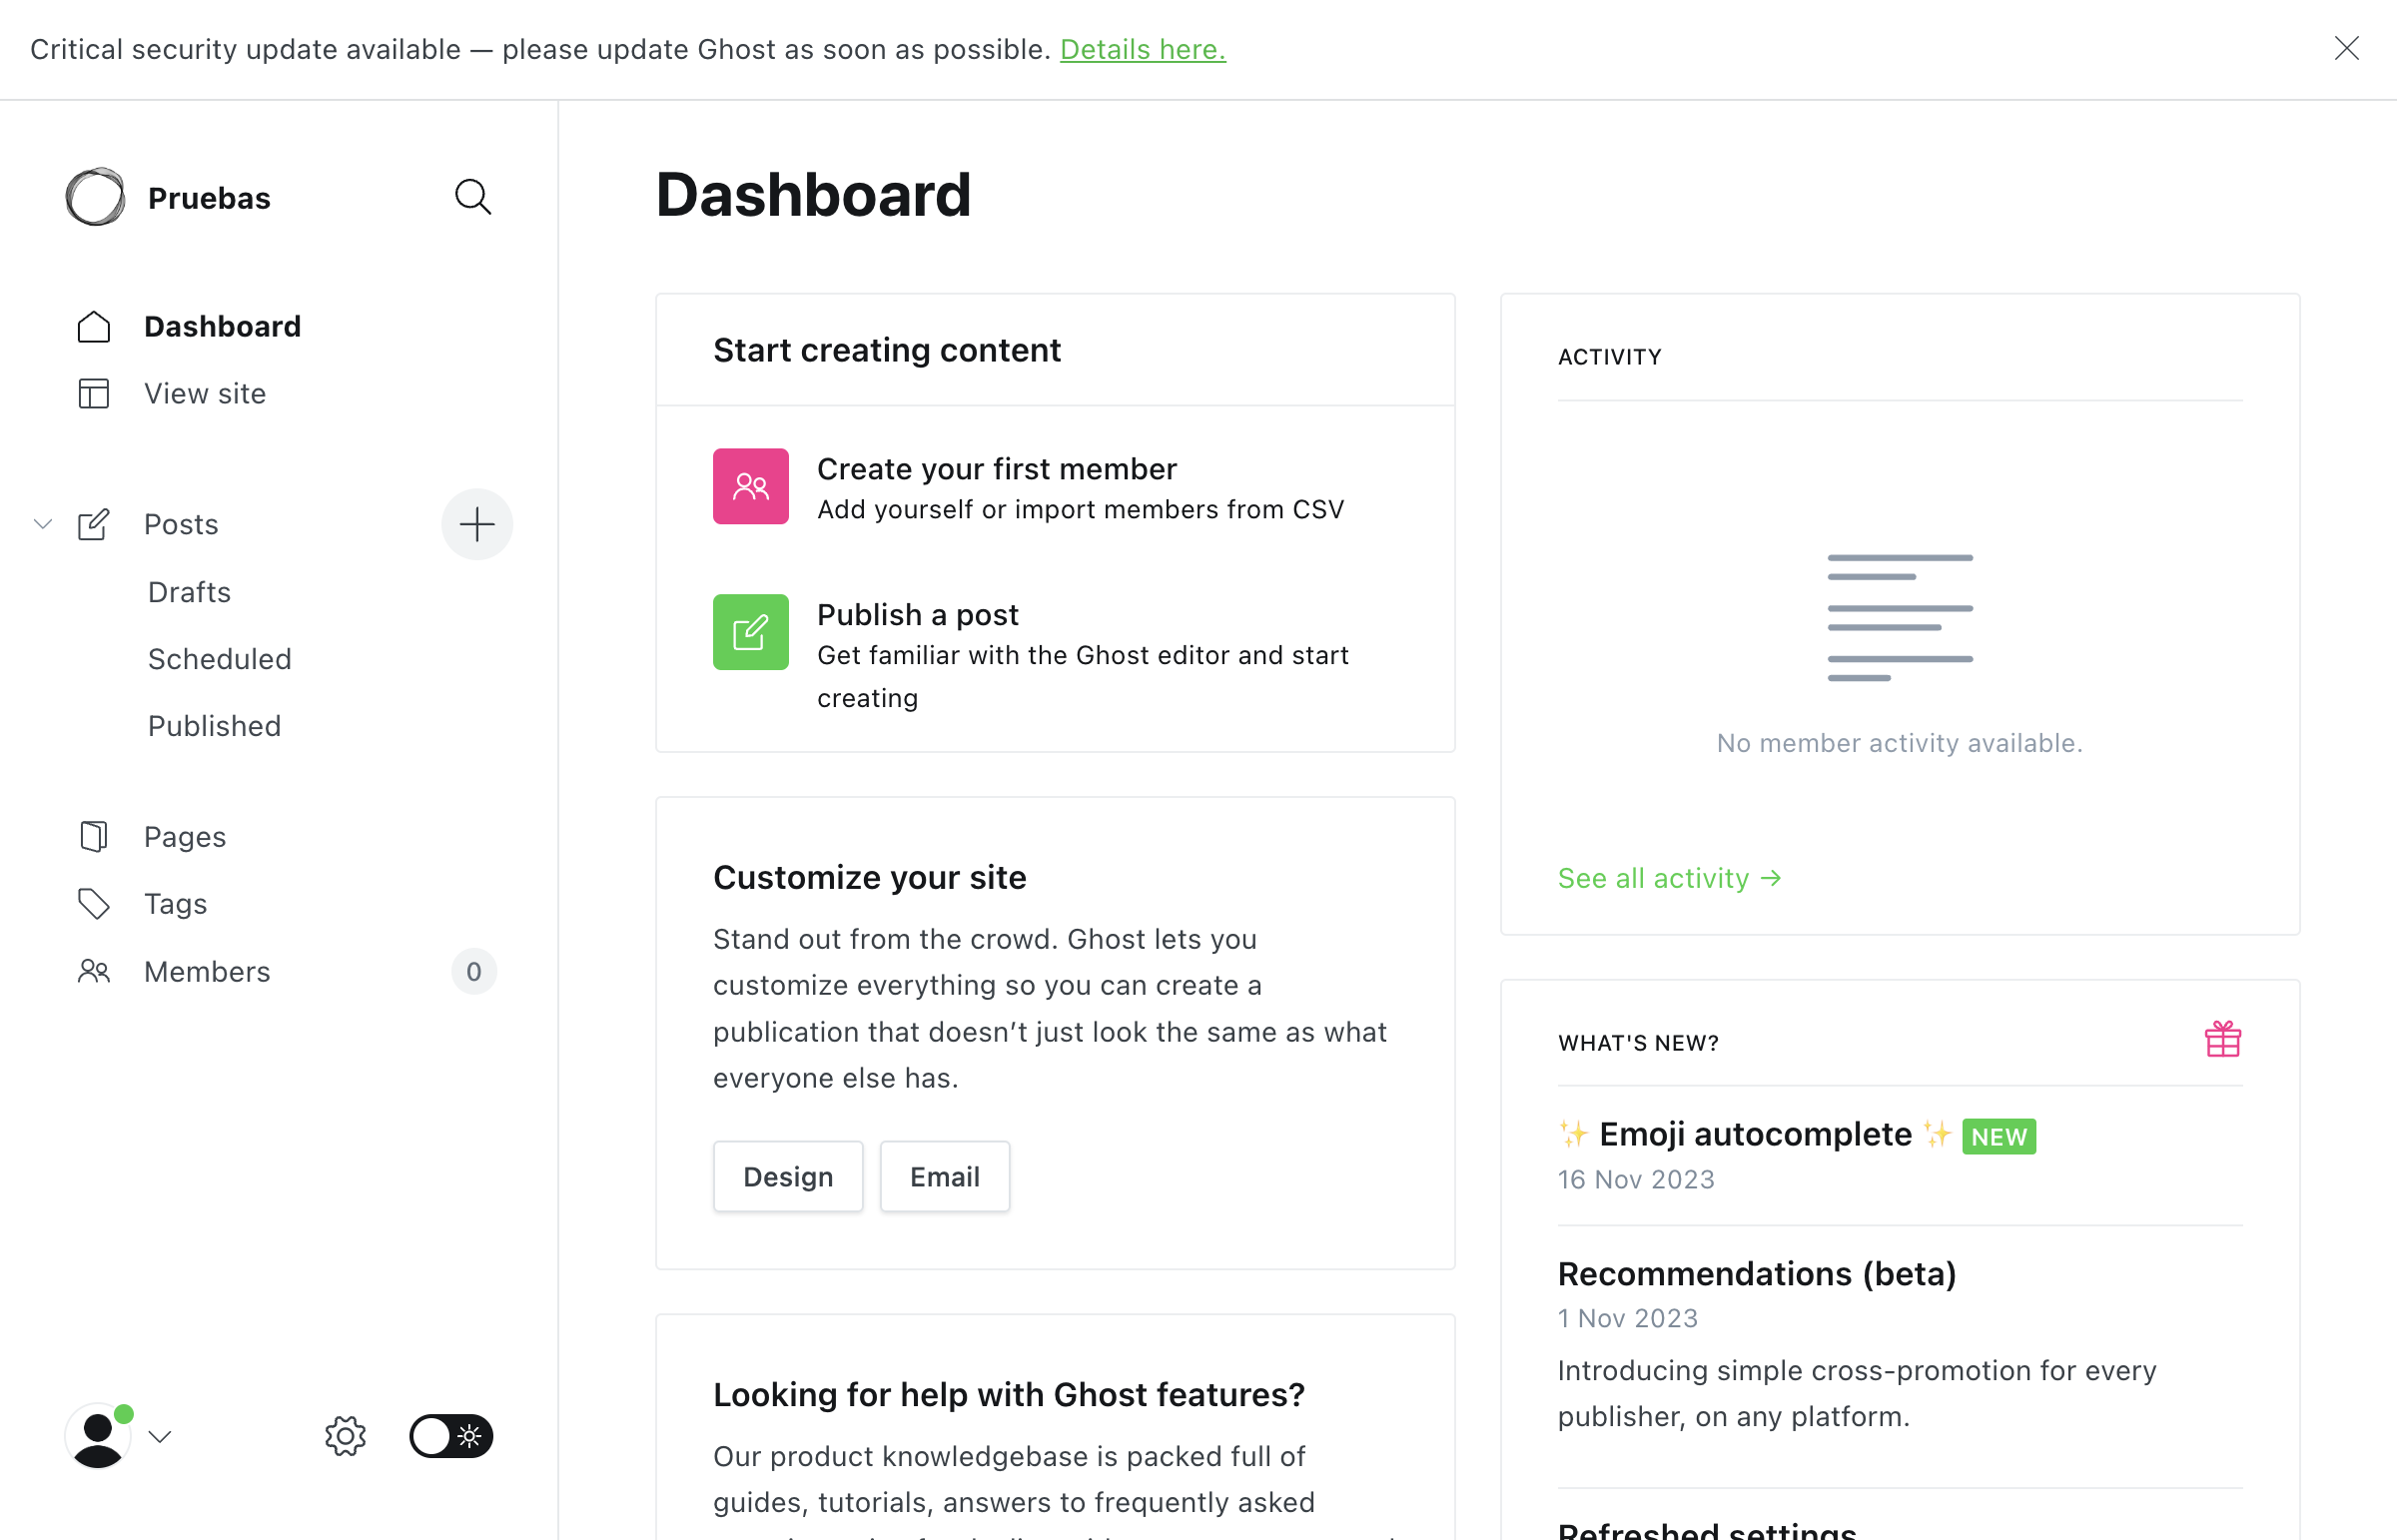 Critical security update available — please update Ghost as soon as possible. Details here.
Pruebas
Dashboard
View site
Posts
Drafts
Scheduled
Published
Pages
Tags
Members
0
Dashboard
Start creating content
Create your first member
Add yourself or import members from CSV
Publish a post
Get familiar with the Ghost editor and start
creating
Customize your site
Stand out from the crowd. Ghost lets you
customize everything so you can create a
publication that doesn’t just look the same as what
everyone else has.
Design
Email
Looking for help with Ghost features?
Our product knowledgebase is packed full of
guides, tutorials, answers to frequently asked
ACTIVITY
No member activity available.
See all activity →
WHAT'S NEW?
✨ Emoji autocomplete ✨ NEW
16 Nov 2023
Recommendations (beta)
1 Nov 2023
Introducing simple cross-promotion for every
publisher, on any platform.
Refreshed settings